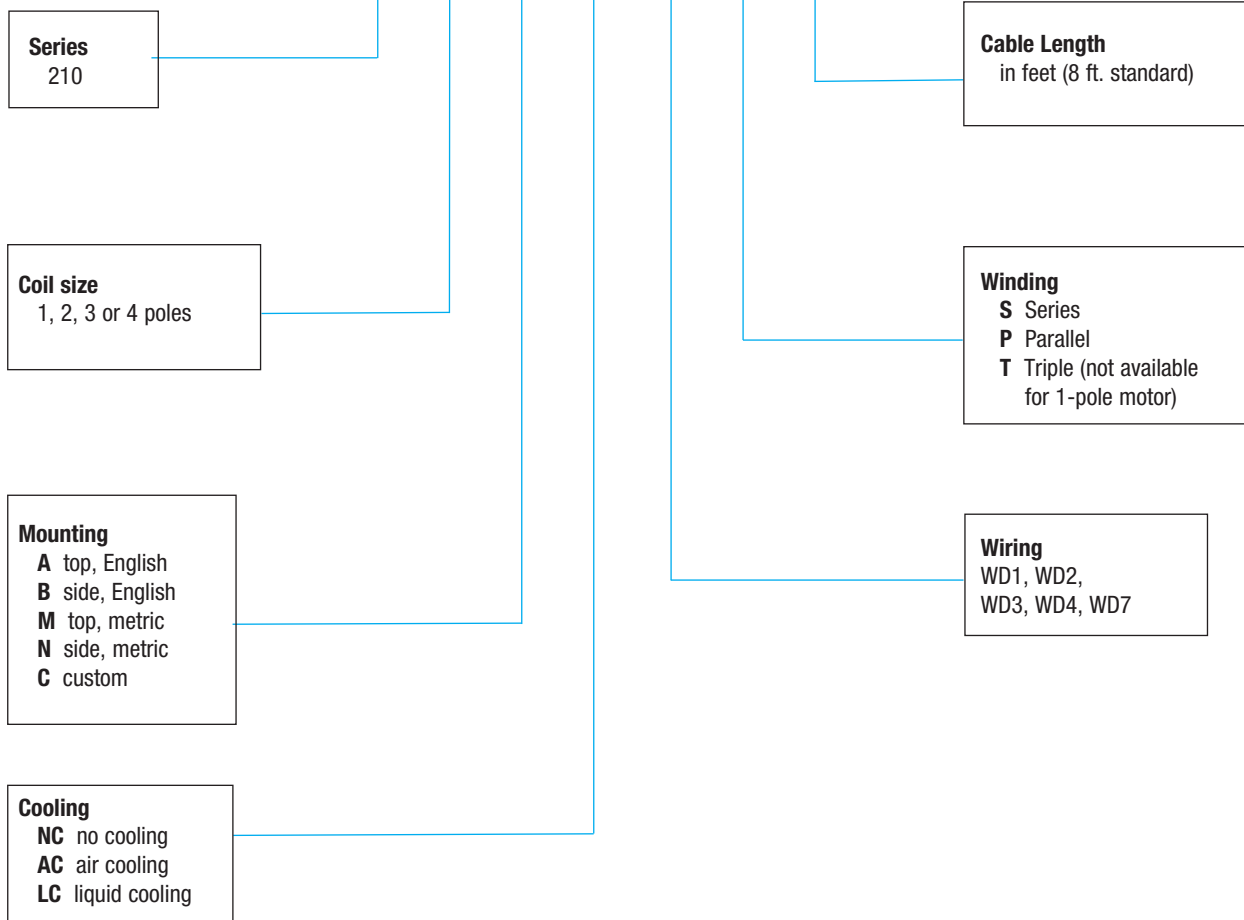 Series
210
Coil size
1, 2, 3 or 4 poles
Mounting
A top, English
B side, English
M top, metric
N side, metric
C custom
Cooling
NC no cooling
AC air cooling
LC liquid cooling
Cable Length
in feet (8 ft. standard)
Winding
S Series
P Parallel
T Triple (not available
for 1-pole motor)
Wiring
WD1, WD2,
WD3, WD4, WD7